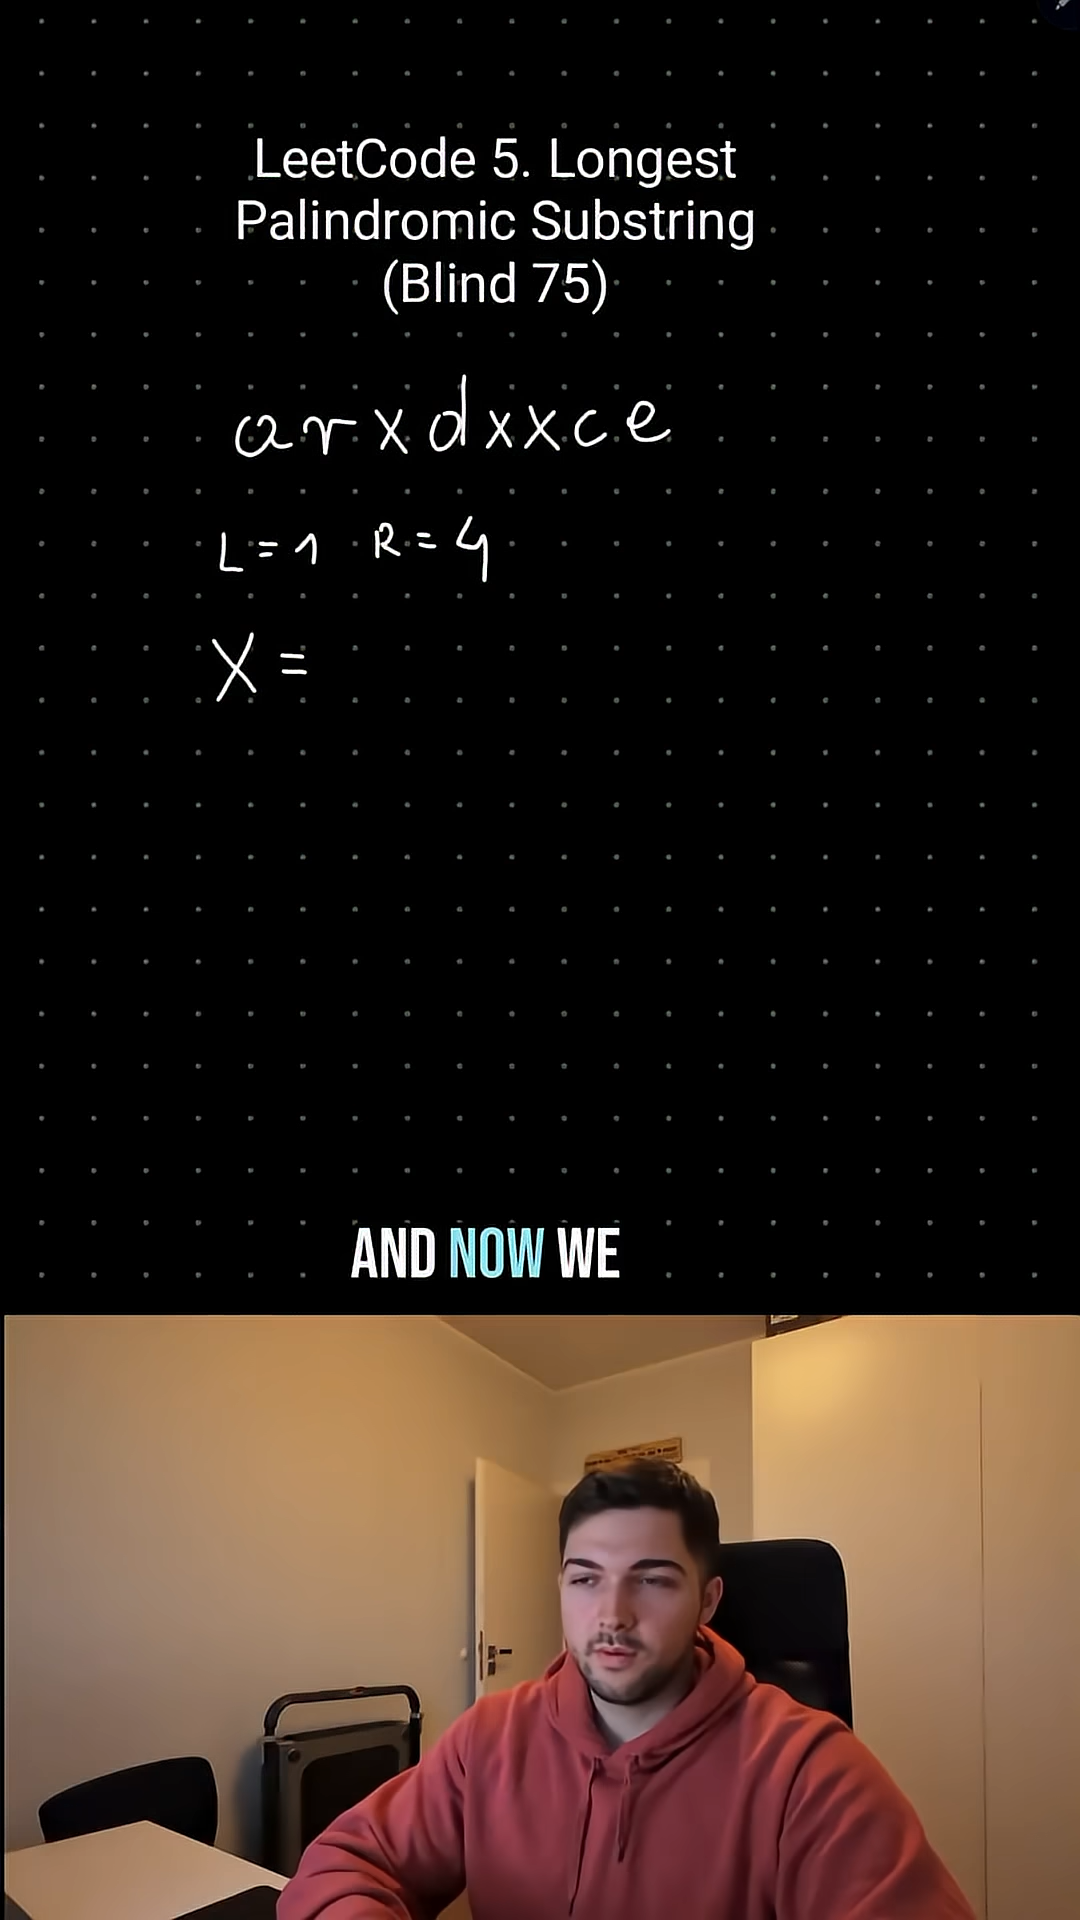 LeetCode 5. Longest
Palindromic Substring
(Blind 75)
arxdxxce
L=1 R=4
X=
AND NOW WE